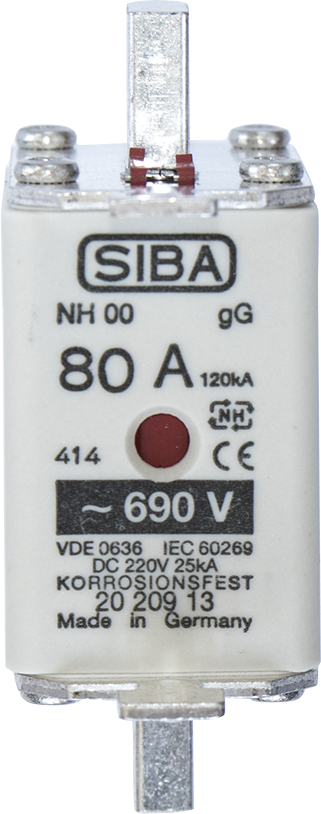 SIBA
NH 00 gG
80 A 120kA
NH
414 CE
~ 690 V
VDE 0636 IEC 60269
DC 220V 25kA
KORROSIONSFEST
20 209 13
Made in Germany